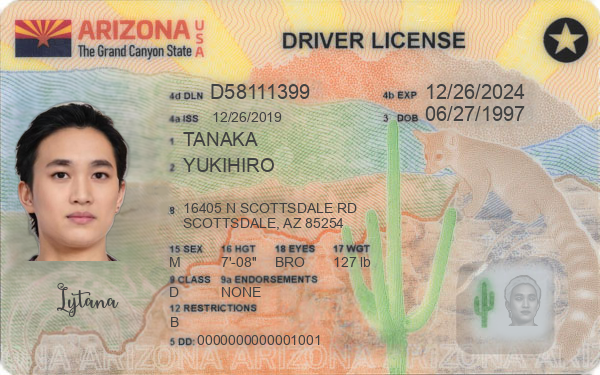 ARIZONA USA
The Grand Canyon State
DRIVER LICENSE
4d DLN D58111399
4b EXP 12/26/2024
4a ISS 12/26/2019
3 DOB 06/27/1997
1 TANAKA
2 YUKIHIRO
8 16405 N SCOTTSDALE RD
SCOTTSDALE, AZ 85254
15 SEX 16 HGT 18 EYES 17 WGT
M 7'-08" BRO 127 lb
9 CLASS 9a ENDORSEMENTS
D NONE
12 RESTRICTIONS
B
5 DD: 0000000000001001
Lytana
ARIZONA ARIZONA ARIZONA ARIZONA